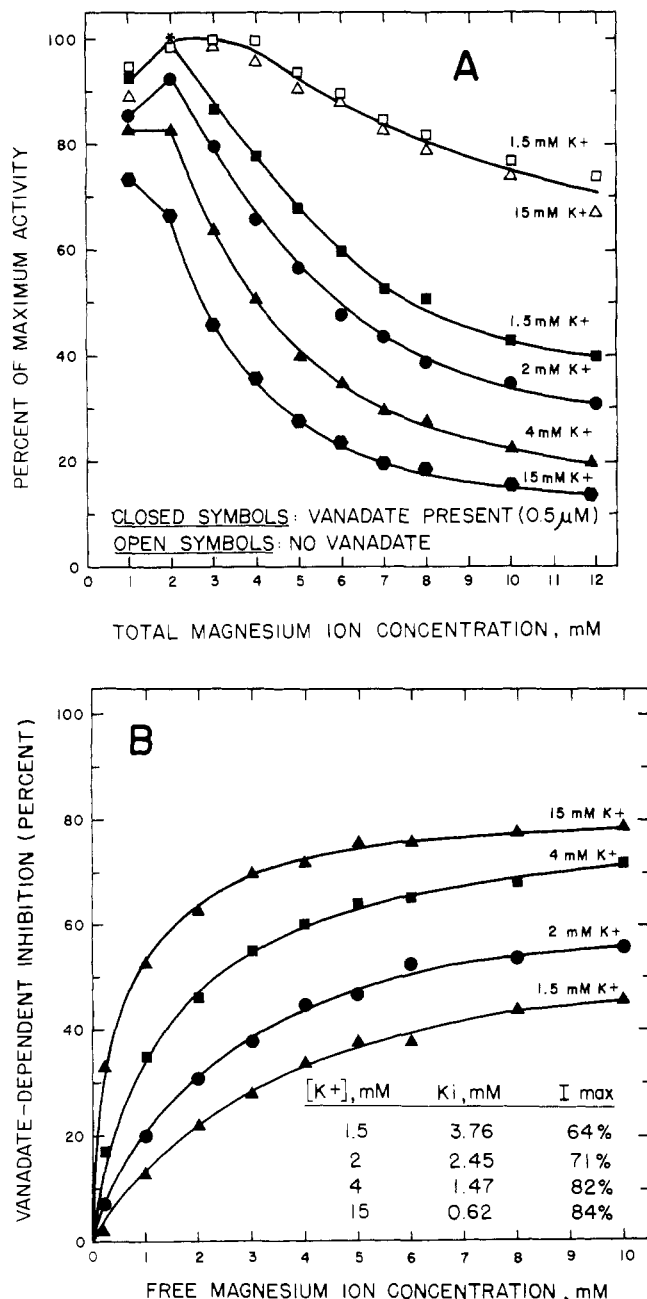 A
PERCENT OF MAXIMUM ACTIVITY
100
80
60
40
20
0
1.5 mM K+
15 mM K+
1.5 mM K+
2 mM K+
4 mM K+
15 mM K+
CLOSED SYMBOLS: VANADATE PRESENT (0.5 μM)
OPEN SYMBOLS: NO VANADATE
0 1 2 3 4 5 6 7 8 10 12
TOTAL MAGNESIUM ION CONCENTRATION, mM
B
VANADATE-DEPENDENT INHIBITION (PERCENT)
100
80
60
40
20
0
15 mM K+
4 mM K+
2 mM K+
1.5 mM K+
[K+], mM Ki, mM I max
1.5 3.76 64%
2 2.45 71%
4 1.47 82%
15 0.62 84%
0 1 2 3 4 5 6 8 10
FREE MAGNESIUM ION CONCENTRATION, mM